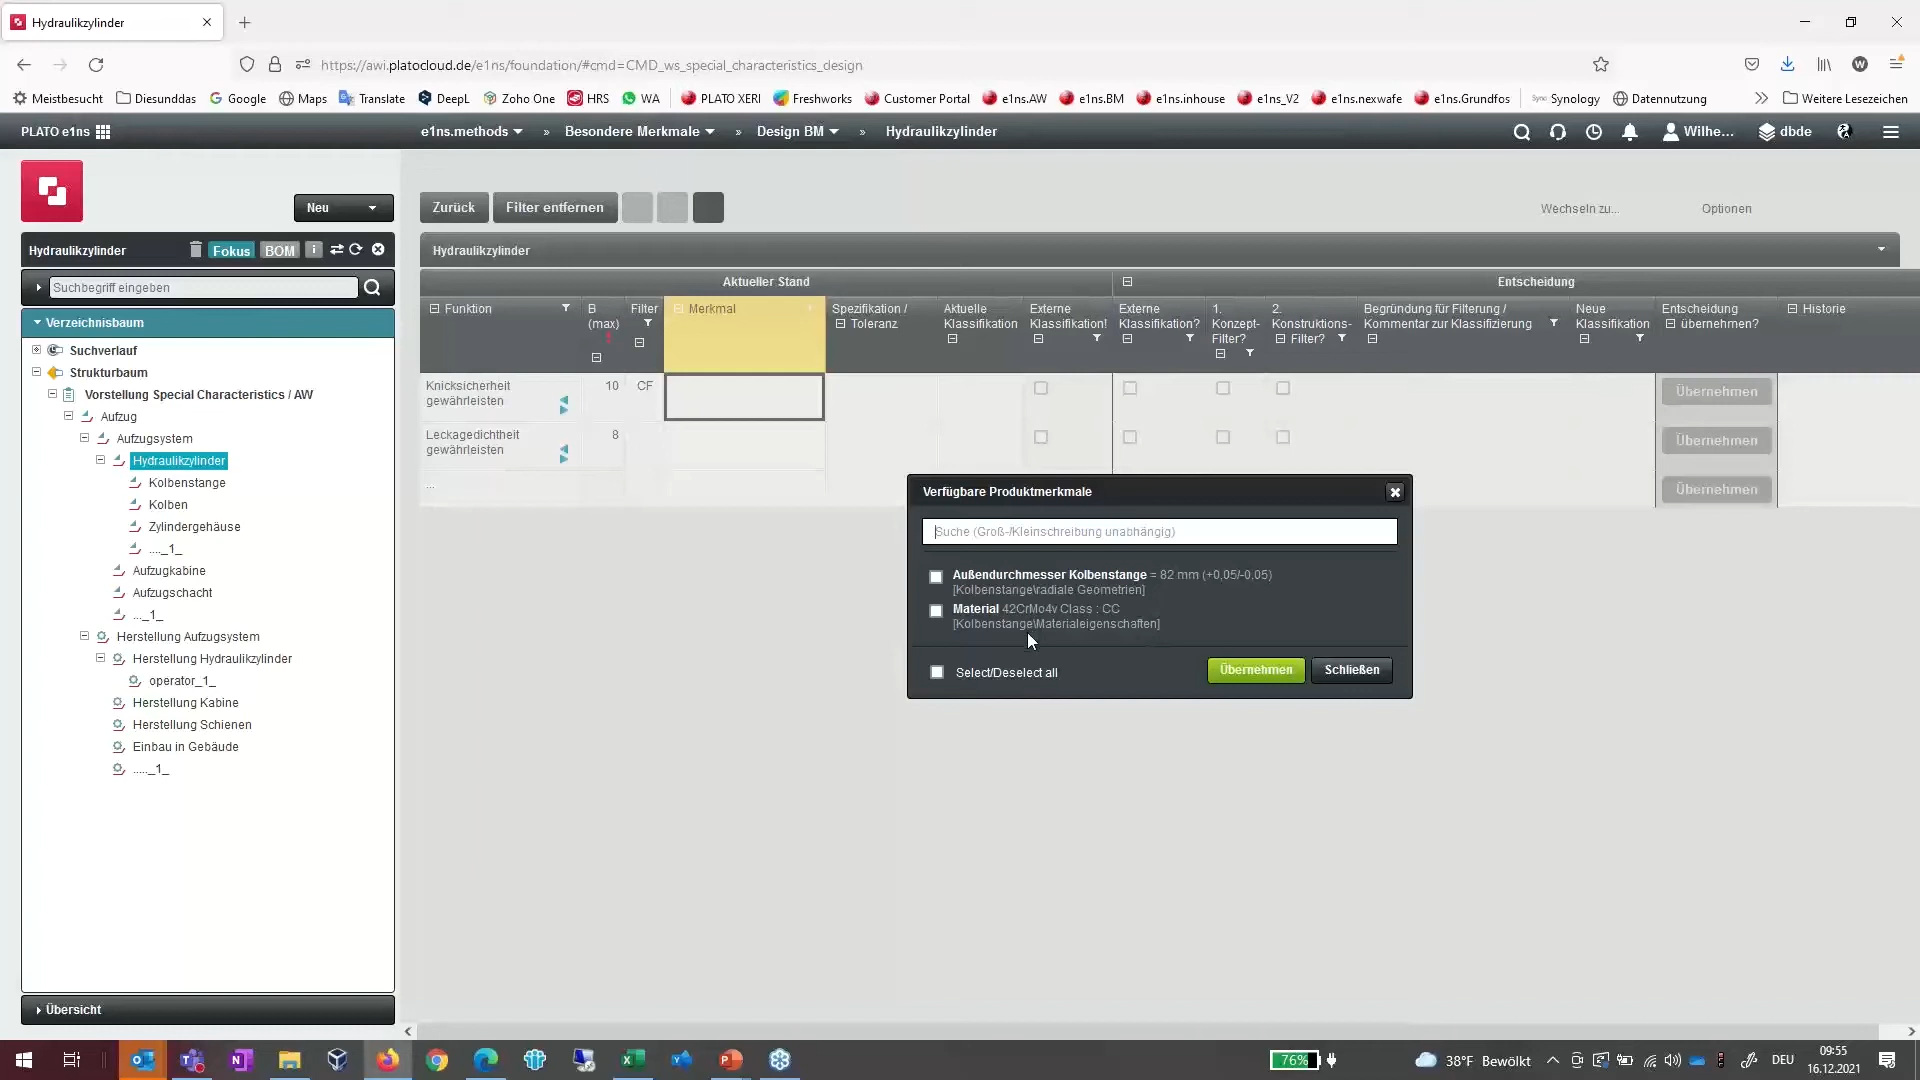 Hydraulikzylinder
https://awi.platocloud.de/e1ns/foundation/#cmd=CMD_ws_special_characteristics_design
Meistbesucht Diesunddas Google Maps Translate DeepL Zoho One HRS WA PLATO XERI Freshworks Customer Portal e1ns.AW e1ns.BM e1ns.inhouse e1ns_V2 e1ns.nexwafe e1ns.Grundfos Synology Datennutzung Weitere Lesezeichen
PLATO e1ns e1ns.methods » Besondere Merkmale » Design BM » Hydraulikzylinder Wilhe... dbde
Neu
Zurück Filter entfernen Wechseln zu... Optionen
Hydraulikzylinder Fokus BOM i
Hydraulikzylinder
Suchbegriff eingeben
Aktueller Stand Entscheidung
Verzeichnisbaum
Suchverlauf
Strukturbaum
Vorstellung Special Characteristics / AW
Aufzug
Aufzugsystem
Hydraulikzylinder
Kolbenstange
Kolben
Zylindergehäuse
...._1_
Aufzugkabine
Aufzugschacht
..._1_
Herstellung Aufzugsystem
Herstellung Hydraulikzylinder
operator_1_
Herstellung Kabine
Herstellung Schienen
Einbau in Gebäude
....._1_
Übersicht
Funktion
B
(max)
!
Filter
Merkmal
Spezifikation /
Toleranz
Aktuelle
Klassifikation
Externe
Klassifikation!
Externe
Klassifikation?
1.
Konzept-
Filter?
2.
Konstruktions-
Filter?
Begründung für Filterung /
Kommentar zur Klassifizierung
Neue
Klassifikation
Entscheidung
übernehmen?
Historie
Knicksicherheit
gewährleisten
10 CF
Übernehmen
Leckagedichtheit
gewährleisten
8
Übernehmen
...
Übernehmen
Verfügbare Produktmerkmale
Suche (Groß-/Kleinschreibung unabhängig)
Außendurchmesser Kolbenstange = 82 mm (+0,05/-0,05)
[Kolbenstange\radiale Geometrien]
Material 42CrMo4v Class : CC
[Kolbenstange\Materialeigenschaften]
Select/Deselect all Übernehmen Schließen
76% 38°F Bewölkt DEU
09:55
16.12.2021